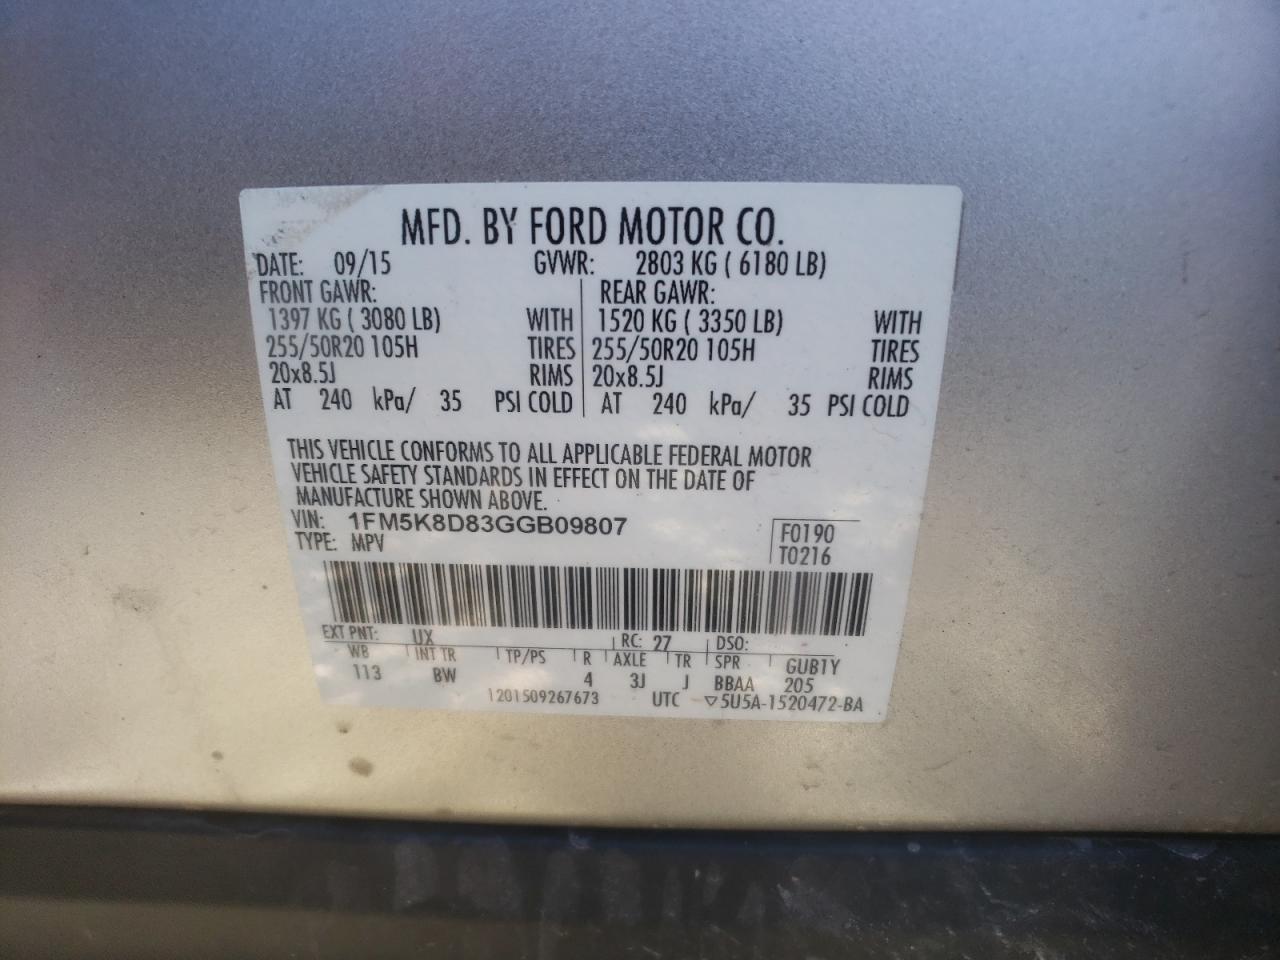 MFD. BY FORD MOTOR CO.
DATE: 09/15 GVWR: 2803 KG ( 6180 LB)
FRONT GAWR: REAR GAWR:
1397 KG ( 3080 LB) WITH 1520 KG ( 3350 LB) WITH
255/50R20 105H TIRES 255/50R20 105H TIRES
20x8.5J RIMS 20x8.5J RIMS
AT 240 kPa/ 35 PSI COLD AT 240 kPa/ 35 PSI COLD
THIS VEHICLE CONFORMS TO ALL APPLICABLE FEDERAL MOTOR
VEHICLE SAFETY STANDARDS IN EFFECT ON THE DATE OF
MANUFACTURE SHOWN ABOVE.
VIN: 1FM5K8D83GGB09807 F0190
TYPE: MPV T0216
EXT PNT: UX RC: 27 DSO:
WB INT TR TP/PS R AXLE TR SPR GUB1Y
113 BW 4 3J J BBAA 205
1201509267673 UTC ▽5U5A-1520472-BA